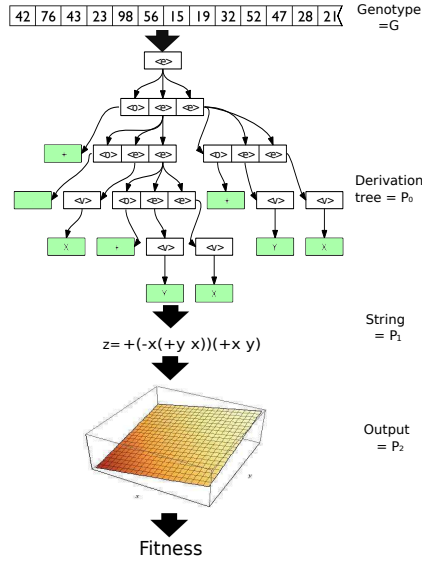 42 76 43 23 98 56 15 19 32 52 47 28 21
Genotype
=G
<e>
<o> <e> <e>
+
<o> <e> <e>
<o> <e> <e>
Derivation
tree = P₀
<v>
<o> <e> <e>
+
<v>
<v>
X
+
<v>
<v>
Y
X
Y
X
String
= P₁
z=+(-x(+y x))(+x y)
Output
= P₂
x
y
Fitness